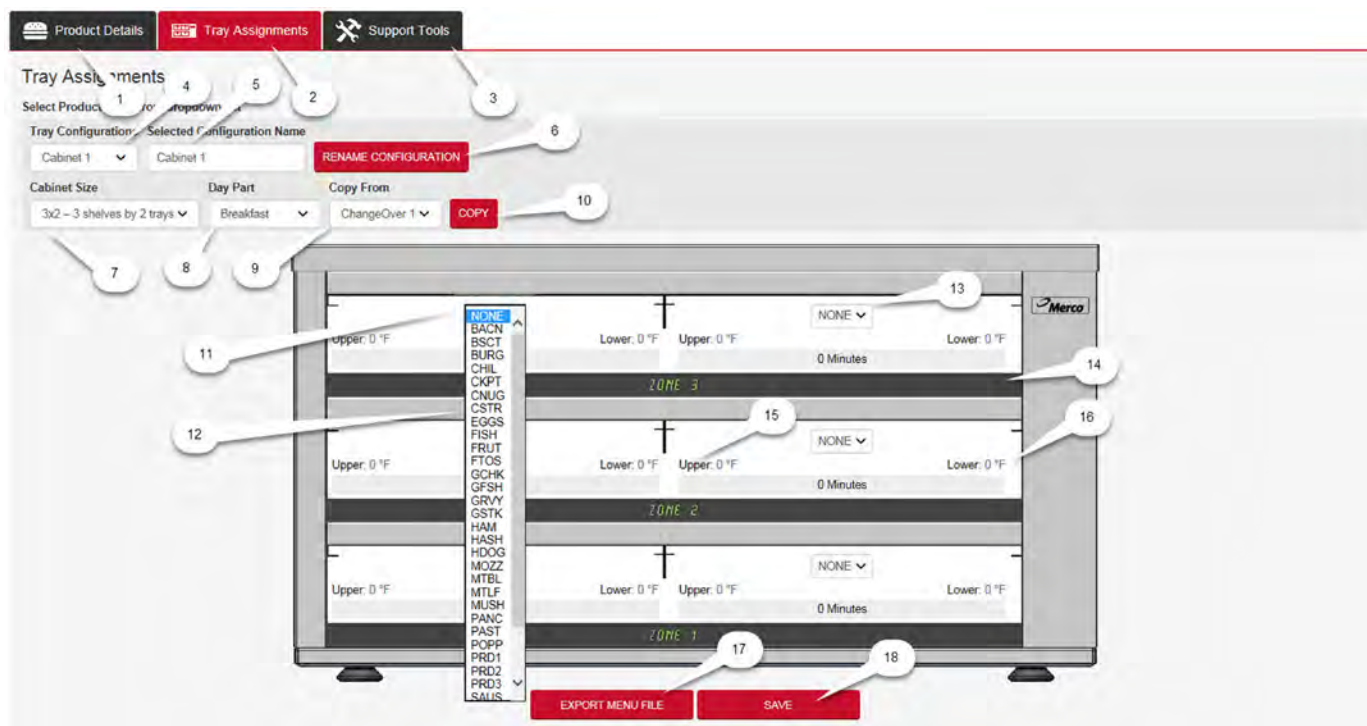 Product Details Tray Assignments Support Tools
Tray Assignments
4
5
1
2
3
Select Product
Tray Configuration Selected Configuration Name
6
Cabinet 1 Cabinet 1 RENAME CONFIGURATION
Cabinet Size Day Part Copy From
10
3x2 – 3 shelves by 2 trays Breakfast ChangeOver 1 COPY
7 8 9
13
Merco
NONE
NONE
BACN
BSCT
BURG
CHIL
CKPT
CNUG
CSTR
EGGS
FISH
FRUT
FTOS
GCHK
GFSH
GRVY
GSTK
HAM
HASH
HDOG
MOZZ
MTBL
MTLF
MUSH
PANC
PAST
POPP
PRD1
PRD2
PRD3
SAUS
Upper: 0 °F Lower: 0 °F Upper: 0 °F Lower: 0 °F
11
0 Minutes
14
ZONE 3
15
16
12
NONE
Upper: 0 °F Lower: 0 °F Upper: 0 °F Lower: 0 °F
0 Minutes
ZONE 2
NONE
Upper: 0 °F Lower: 0 °F Upper: 0 °F Lower: 0 °F
0 Minutes
ZONE 1
17
18
EXPORT MENU FILE SAVE